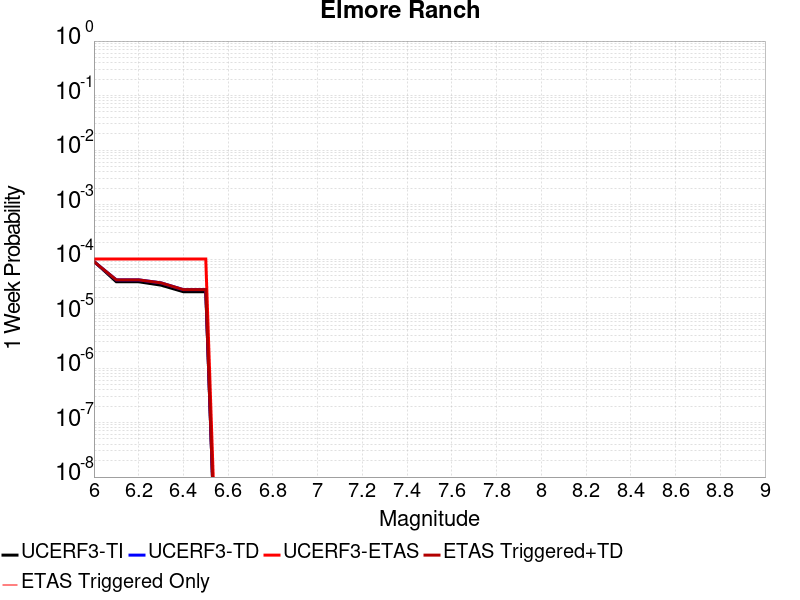 Elmore Ranch
10^0
10^-1
10^-2
10^-3
10^-4
10^-5
10^-6
10^-7
10^-8
1 Week Probability
6 6.2 6.4 6.6 6.8 7 7.2 7.4 7.6 7.8 8 8.2 8.4 8.6 8.8 9
Magnitude
UCERF3-TI UCERF3-TD UCERF3-ETAS ETAS Triggered+TD
ETAS Triggered Only